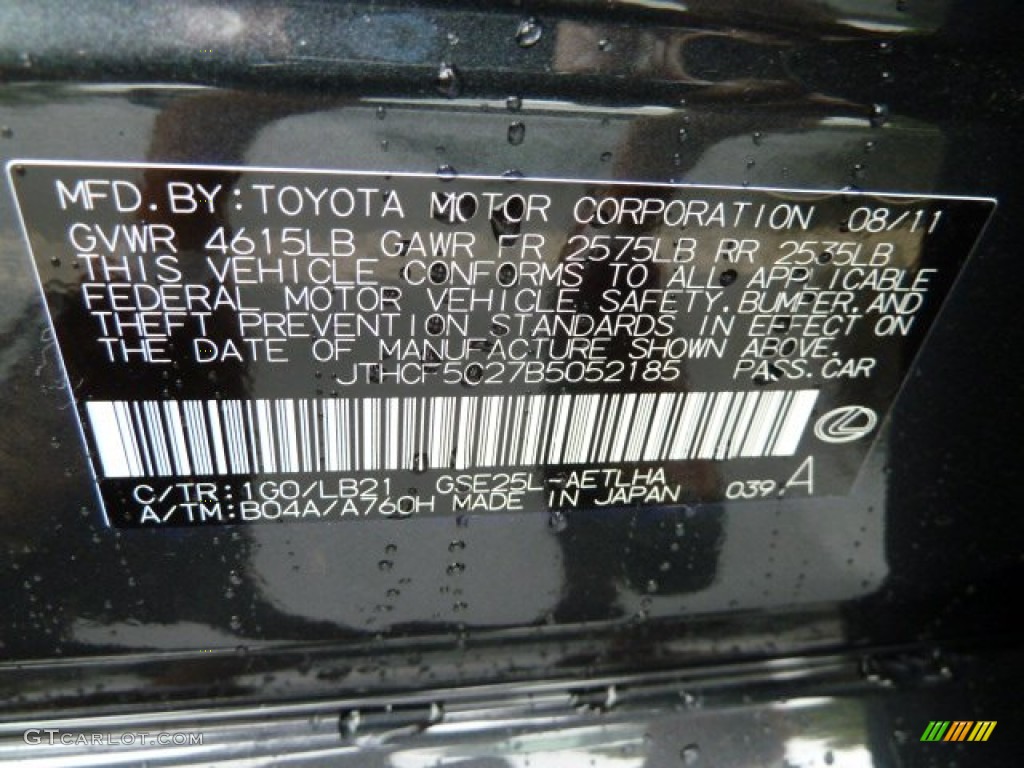 MFD.BY:TOYOTA MOTOR CORPORATION 08/11
GVWR 4615LB GAWR FR 2575LB RR 2535LB
THIS VEHICLE CONFORMS TO ALL APPLICABLE
FEDERAL MOTOR VEHICLE SAFETY,BUMPER,AND
THEFT PREVENTION STANDARDS IN EFFECT ON
THE DATE OF MANUFACTURE SHOWN ABOVE.
JTHCF5C27B5052185 PASS.CAR
C/TR:1G0/LB21 GSE25L-AETLHA 039.A
A/TM:B04A/A760H MADE IN JAPAN
GTCarLot.com